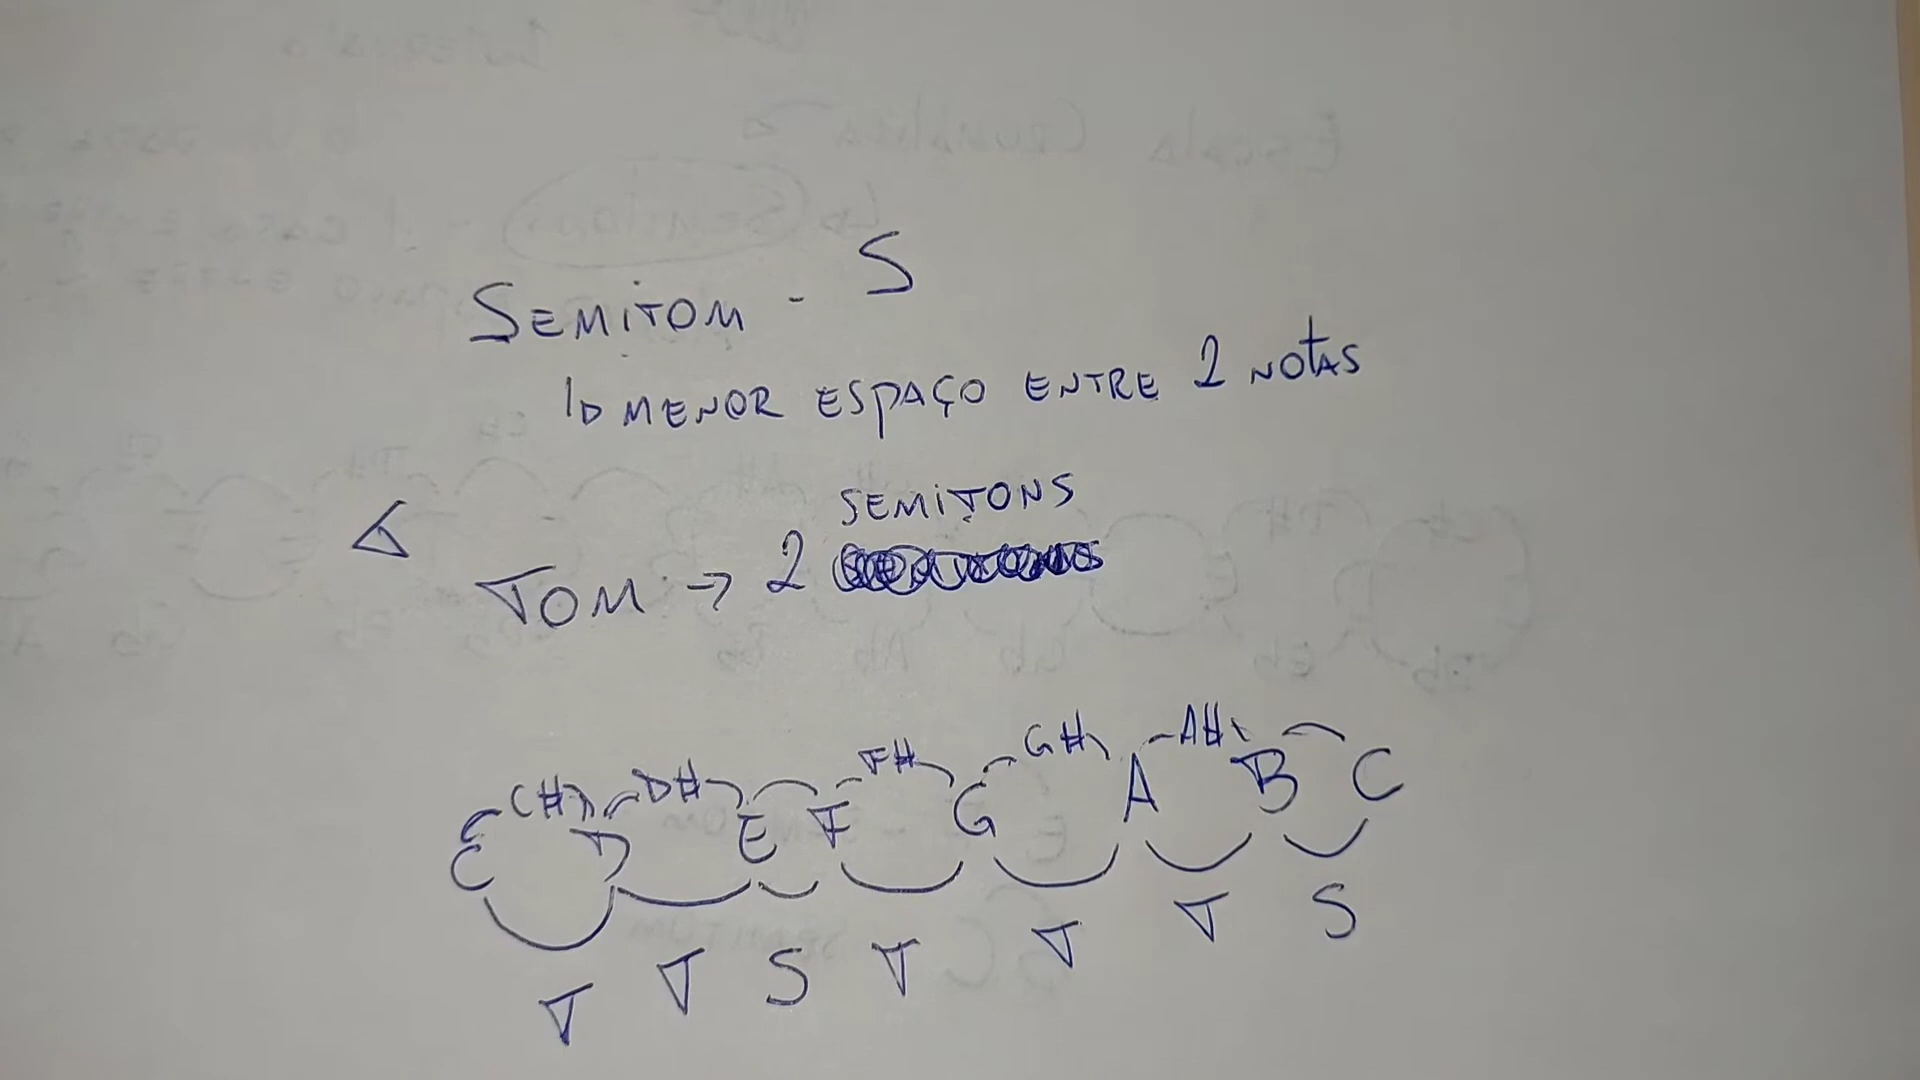 SEMITOM - S
MENOR ESPAÇO ENTRE 2 NOTAS
SEMITONS
TOM → 2
C# D# F# G# A#
C D E F G A B C
T T S T T T S